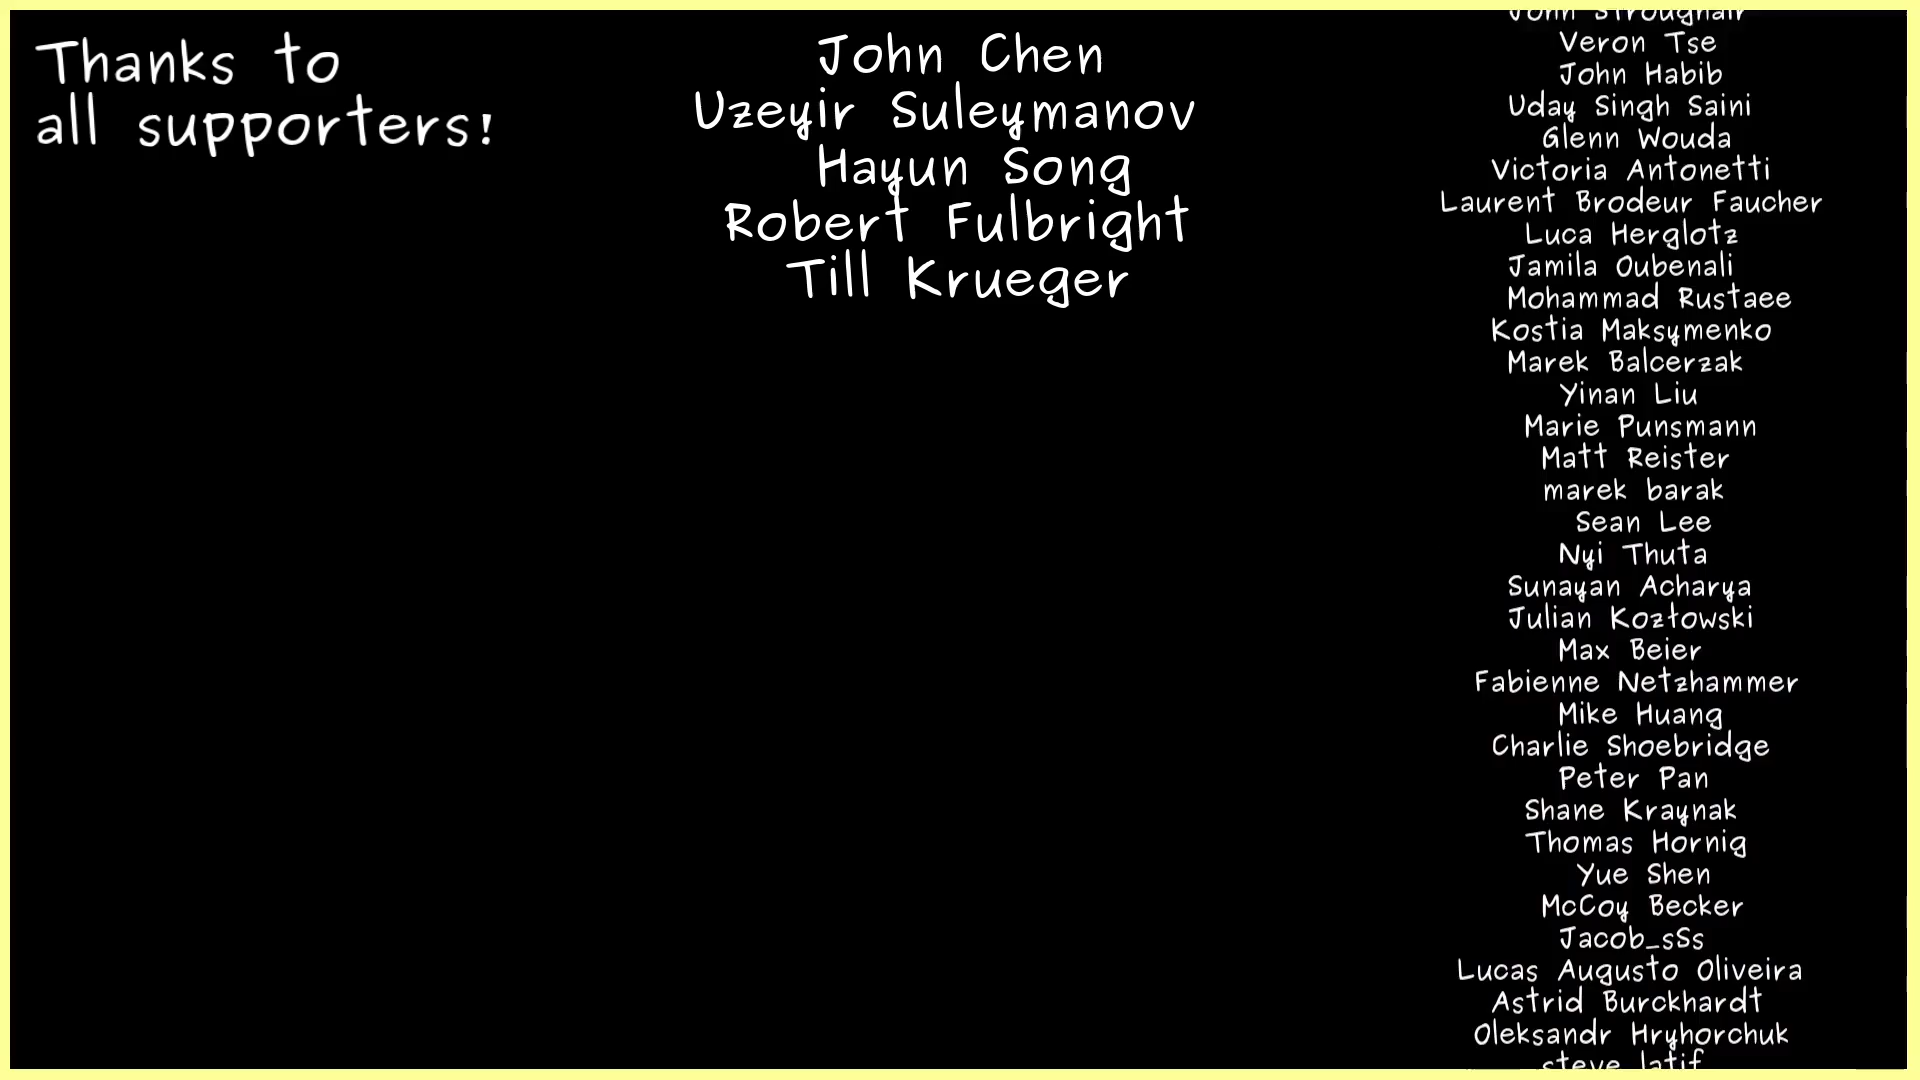 Thanks to
all supporters!
John Chen
Uzeyir Suleymanov
Hayun Song
Robert Fulbright
Till Krueger
John Stroughair
Veron Tse
John Habib
Uday Singh Saini
Glenn Wouda
Victoria Antonetti
Laurent Brodeur Faucher
Luca Herglotz
Jamila Oubenali
Mohammad Rustaee
Kostia Maksymenko
Marek Balcerzak
Yinan Liu
Marie Punsmann
Matt Reister
marek barak
Sean Lee
Nyi Thuta
Sunayan Acharya
Julian Kozłowski
Max Beier
Fabienne Netzhammer
Mike Huang
Charlie Shoebridge
Peter Pan
Shane Kraynak
Thomas Hornig
Yue Shen
McCoy Becker
Jacob_sSs
Lucas Augusto Oliveira
Astrid Burckhardt
Oleksandr Hryhorchuk
steve latif